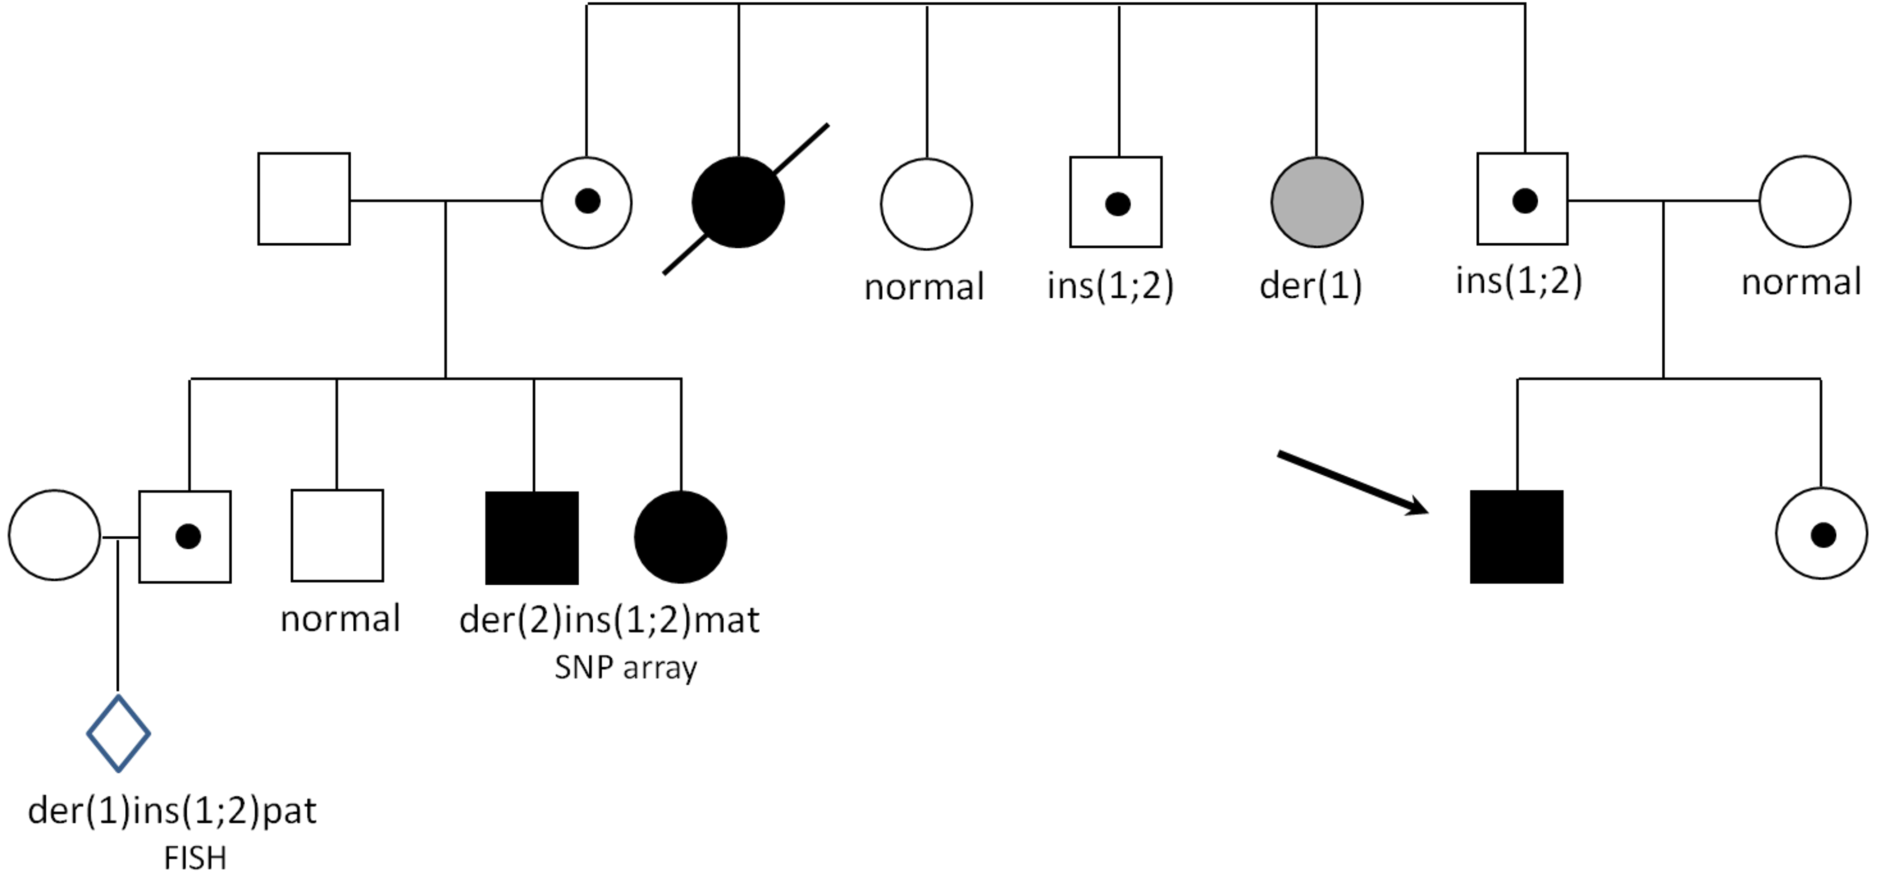 normal
ins(1;2)
der(1)
ins(1;2)
normal
normal
der(2)ins(1;2)mat
SNP array
der(1)ins(1;2)pat
FISH